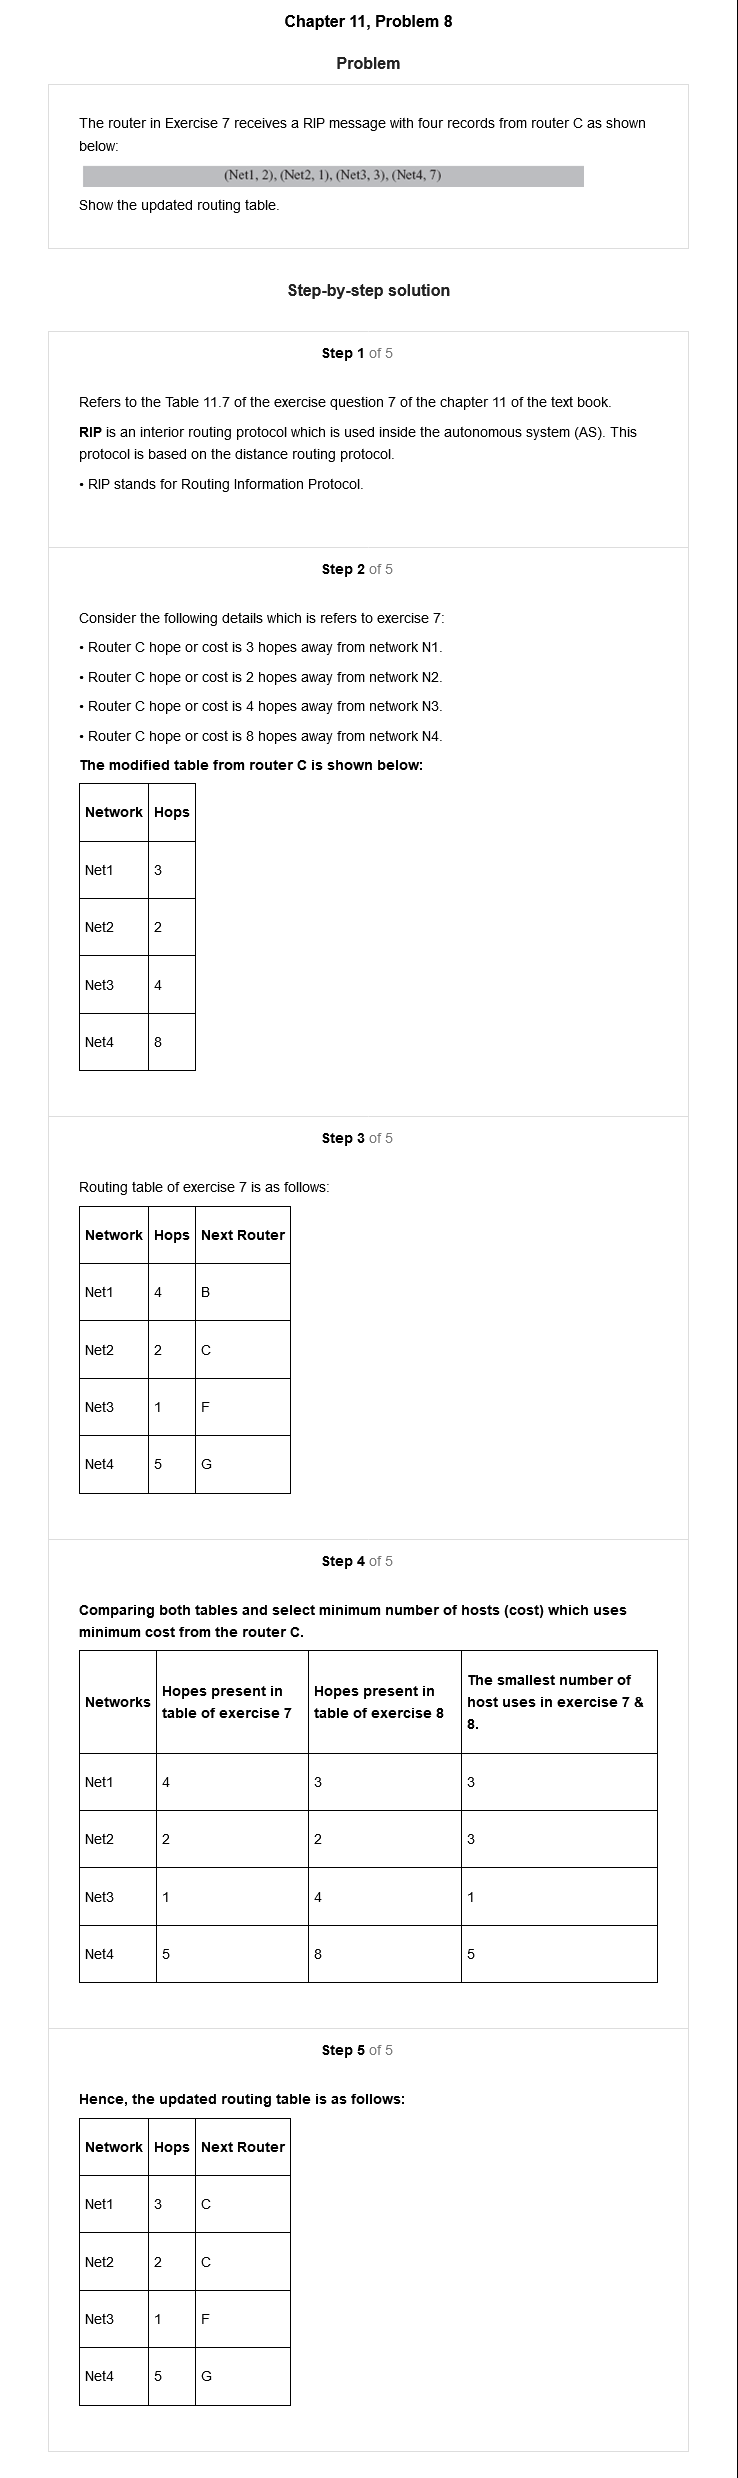 Chapter 11, Problem 8
Problem
The router in Exercise 7 receives a RIP message with four records from router C as shown
below:
(Net1, 2), (Net2, 1), (Net3, 3), (Net4, 7)
Show the updated routing table.
Step-by-step solution
Step 1 of 5
Refers to the Table 11.7 of the exercise question 7 of the chapter 11 of the text book.
RIP is an interior routing protocol which is used inside the autonomous system (AS). This
protocol is based on the distance routing protocol.
• RIP stands for Routing Information Protocol.
Step 2 of 5
Consider the following details which is refers to exercise 7:
• Router C hope or cost is 3 hopes away from network N1.
• Router C hope or cost is 2 hopes away from network N2.
• Router C hope or cost is 4 hopes away from network N3.
• Router C hope or cost is 8 hopes away from network N4.
The modified table from router C is shown below:
Network Hops
Net1 3
Net2 2
Net3 4
Net4 8
Step 3 of 5
Routing table of exercise 7 is as follows:
Network Hops Next Router
Net1 4 B
Net2 2 C
Net3 1 F
Net4 5 G
Step 4 of 5
Comparing both tables and select minimum number of hosts (cost) which uses
minimum cost from the router C.
Networks
Hopes present in
table of exercise 7
Hopes present in
table of exercise 8
The smallest number of
host uses in exercise 7 &
8.
Net1 4 3 3
Net2 2 2 3
Net3 1 4 1
Net4 5 8 5
Step 5 of 5
Hence, the updated routing table is as follows:
Network Hops Next Router
Net1 3 C
Net2 2 C
Net3 1 F
Net4 5 G